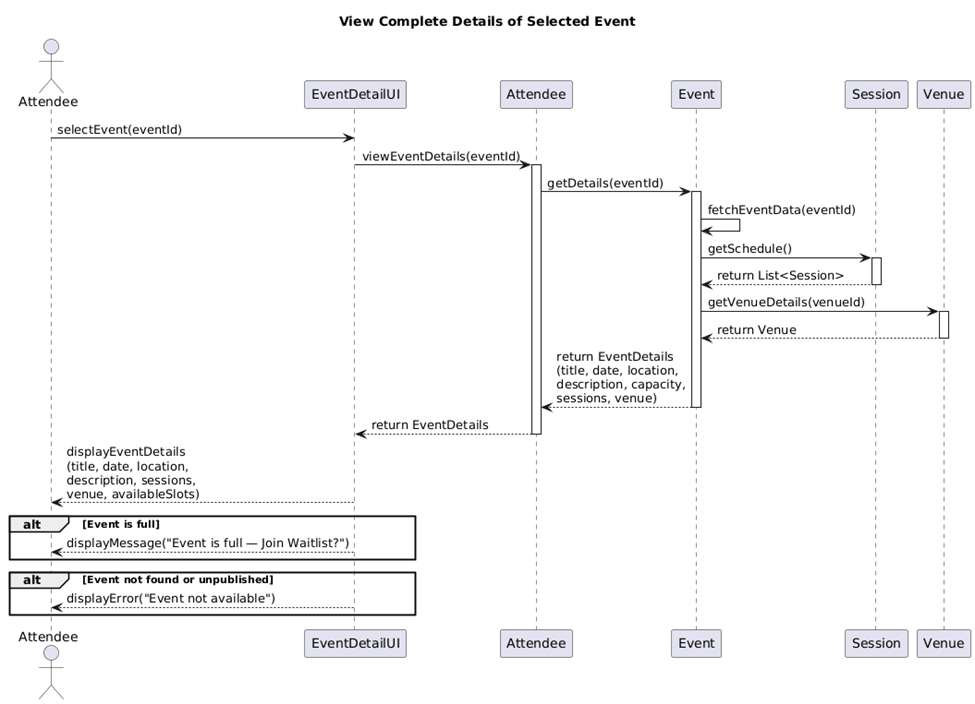 View Complete Details of Selected Event
Attendee
EventDetailUI
Attendee
Event
Session
Venue
selectEvent(eventId)
viewEventDetails(eventId)
getDetails(eventId)
fetchEventData(eventId)
getSchedule()
return List<Session>
getVenueDetails(venueId)
return Venue
return EventDetails
(title, date, location,
description, capacity,
sessions, venue)
return EventDetails
displayEventDetails
(title, date, location,
description, sessions,
venue, availableSlots)
alt
[Event is full]
displayMessage("Event is full — Join Waitlist?")
alt
[Event not found or unpublished]
displayError("Event not available")
Attendee
EventDetailUI
Attendee
Event
Session
Venue